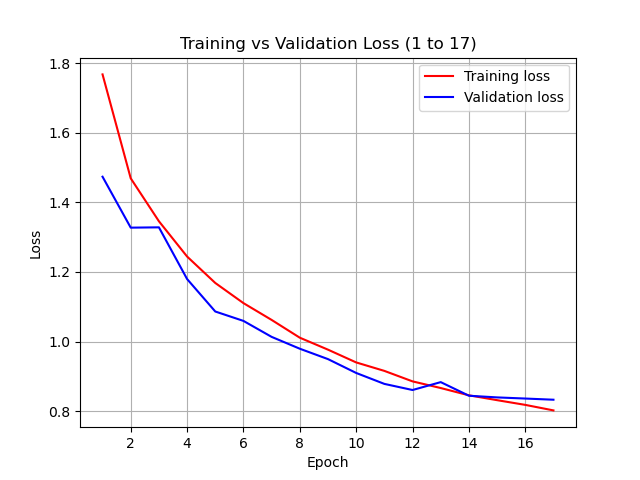 Training vs Validation Loss (1 to 17)
Training loss
Validation loss
Loss
1.8
1.6
1.4
1.2
1.0
0.8
2 4 6 8 10 12 14 16
Epoch